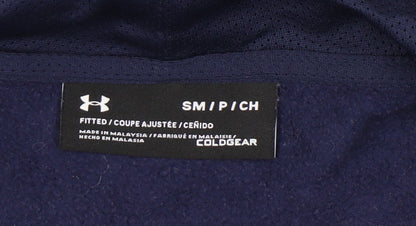 SM / P / CH
FITTED / COUPE AJUSTÉE / CEÑIDO
MADE IN MALAYSIA / FABRIQUÉ EN MALAISIE /
HECHO EN MALASIA
COLDGEAR